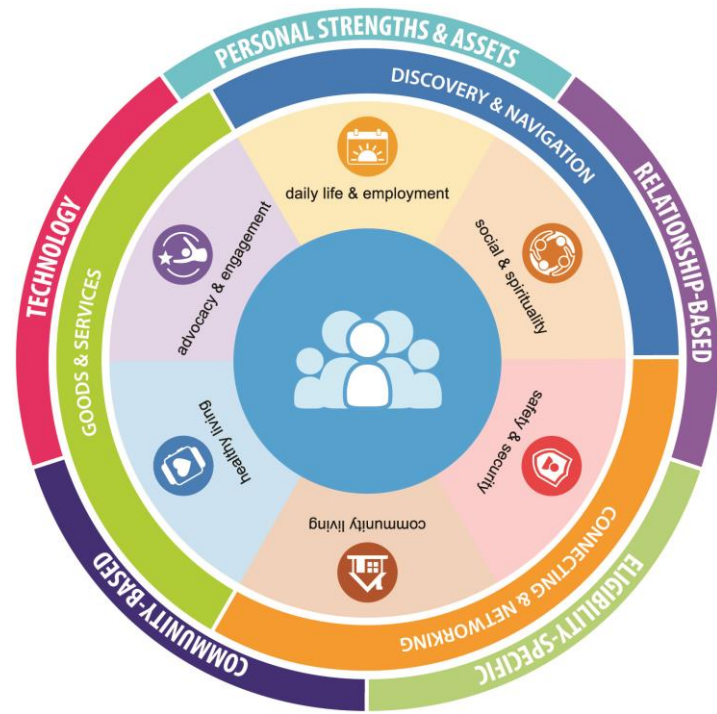 PERSONAL STRENGTHS & ASSETS
RELATIONSHIP-BASED
ELIGIBILITY-SPECIFIC
COMMUNITY-BASED
TECHNOLOGY
DISCOVERY & NAVIGATION
CONNECTING & NETWORKING
GOODS & SERVICES
daily life & employment
social & spirituality
safety & security
community living
healthy living
advocacy & engagement